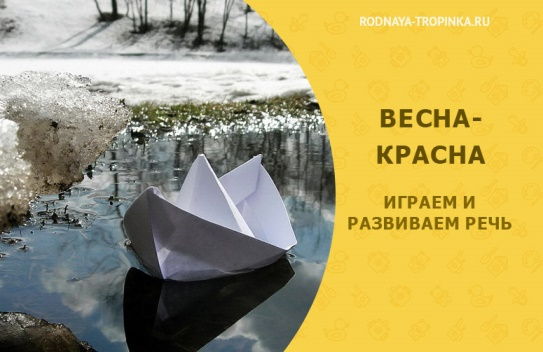 RODNAYA-TROPINKA.RU
ВЕСНА-
КРАСНА
ИГРАЕМ И
РАЗВИВАЕМ РЕЧЬ